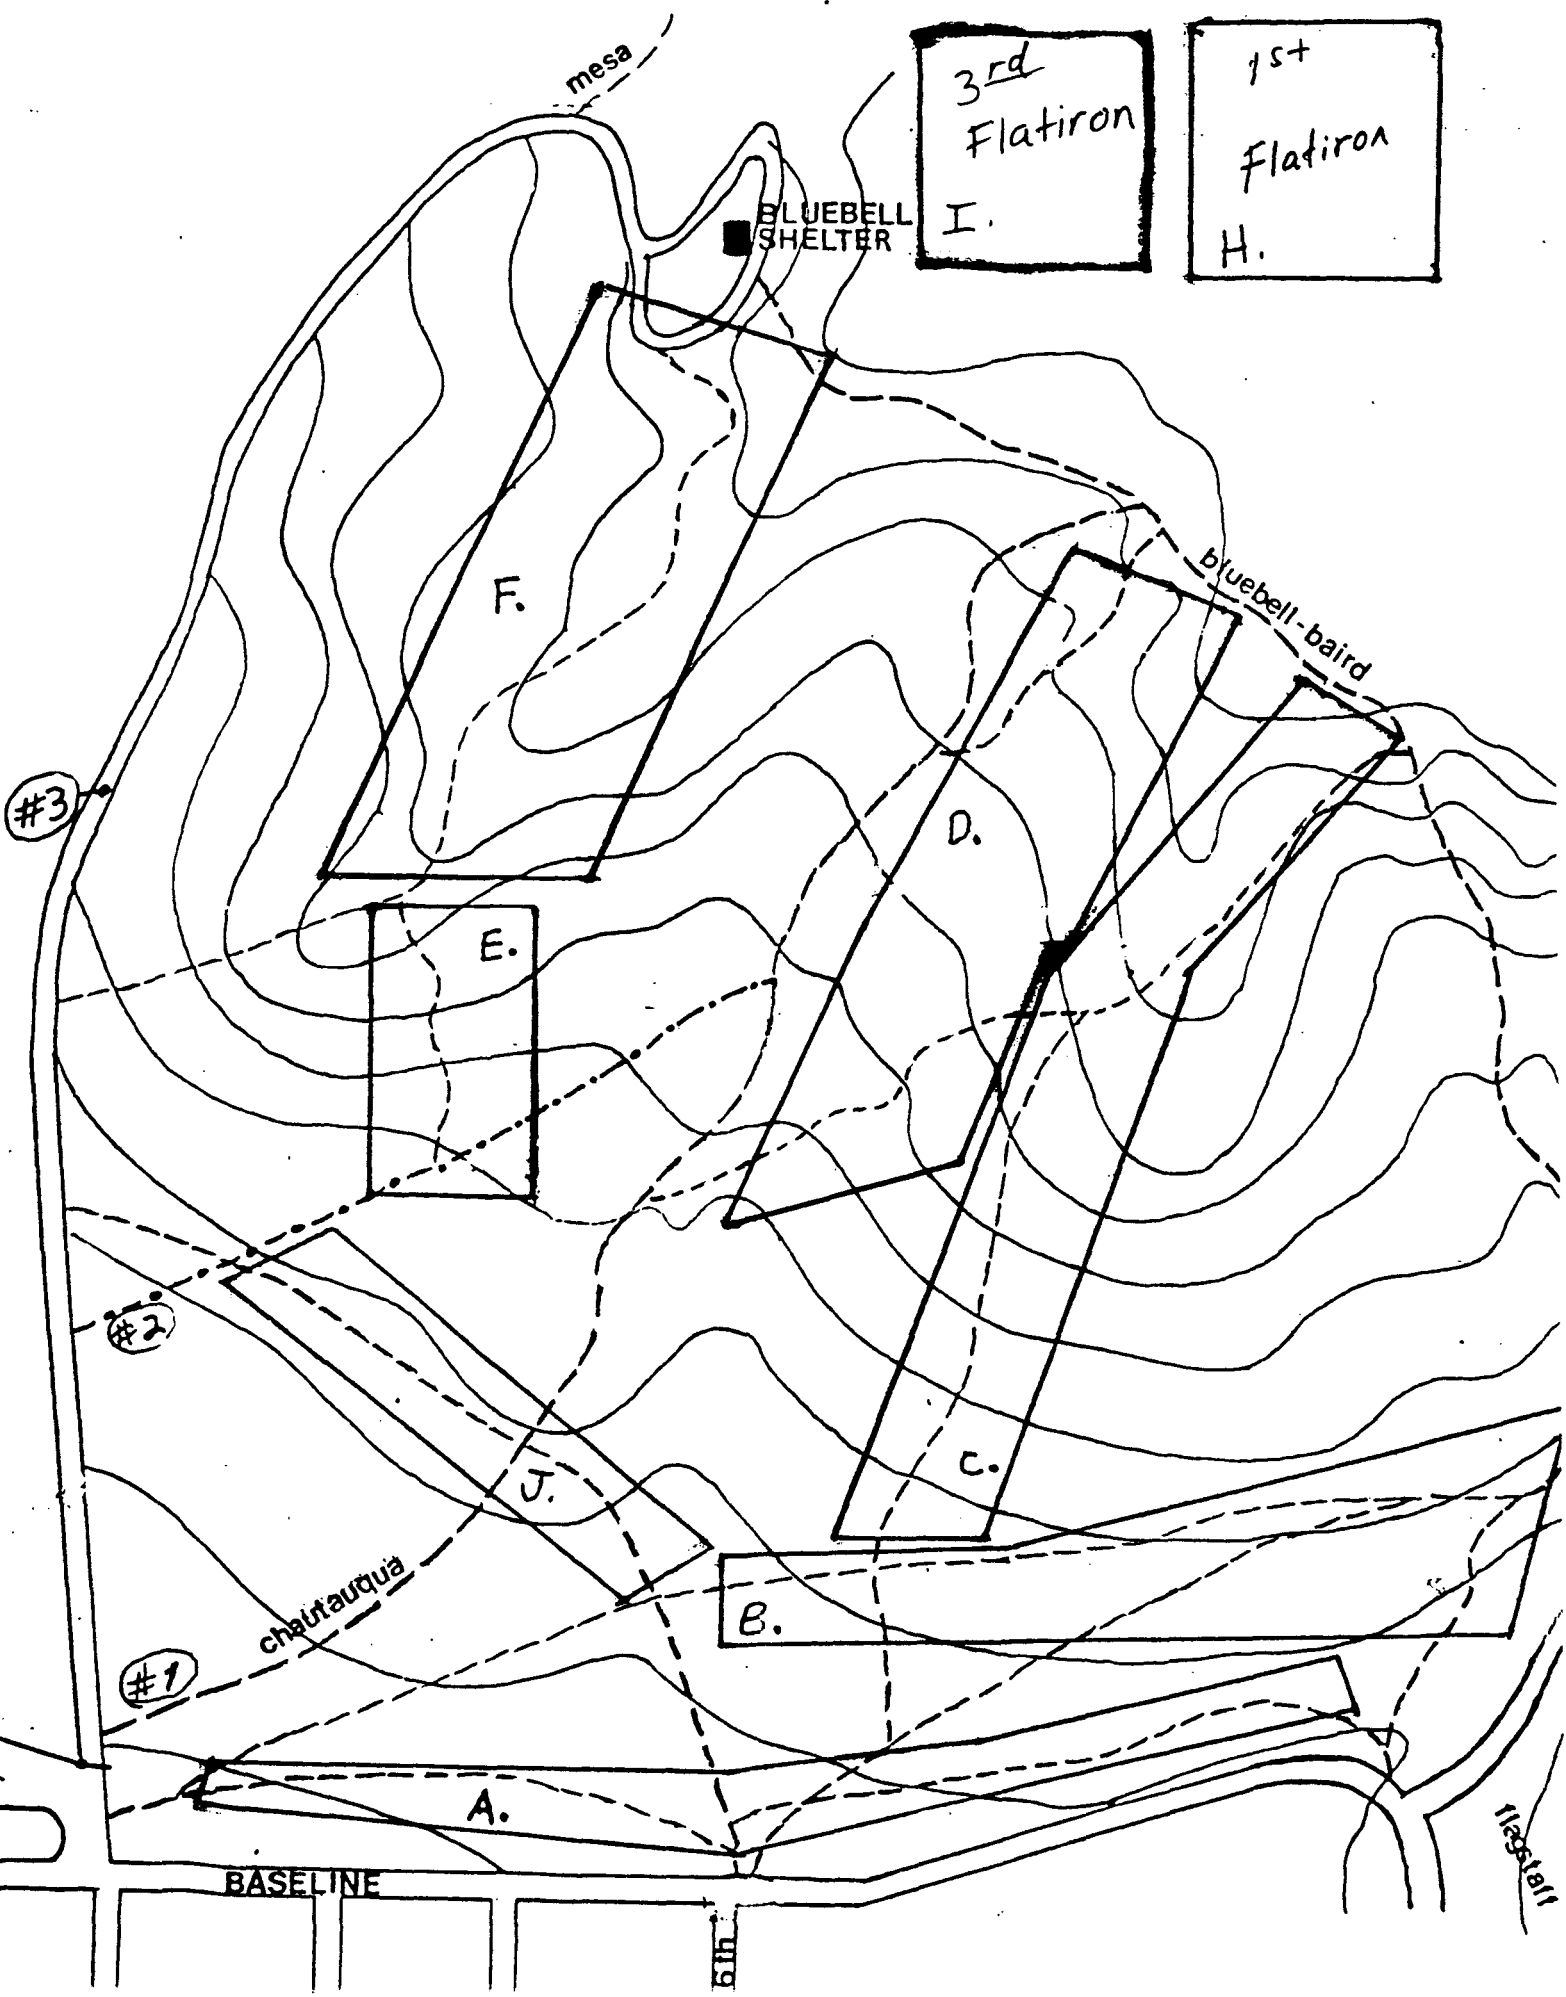 mesa
3rd
Flatiron
I.
1st
Flatiron
H.
BLUEBELL
SHELTER
F.
bluebell-baird
#3
D.
E.
#2
C.
J.
chautauqua
B.
#1
A.
BASELINE
flagstaff
6th